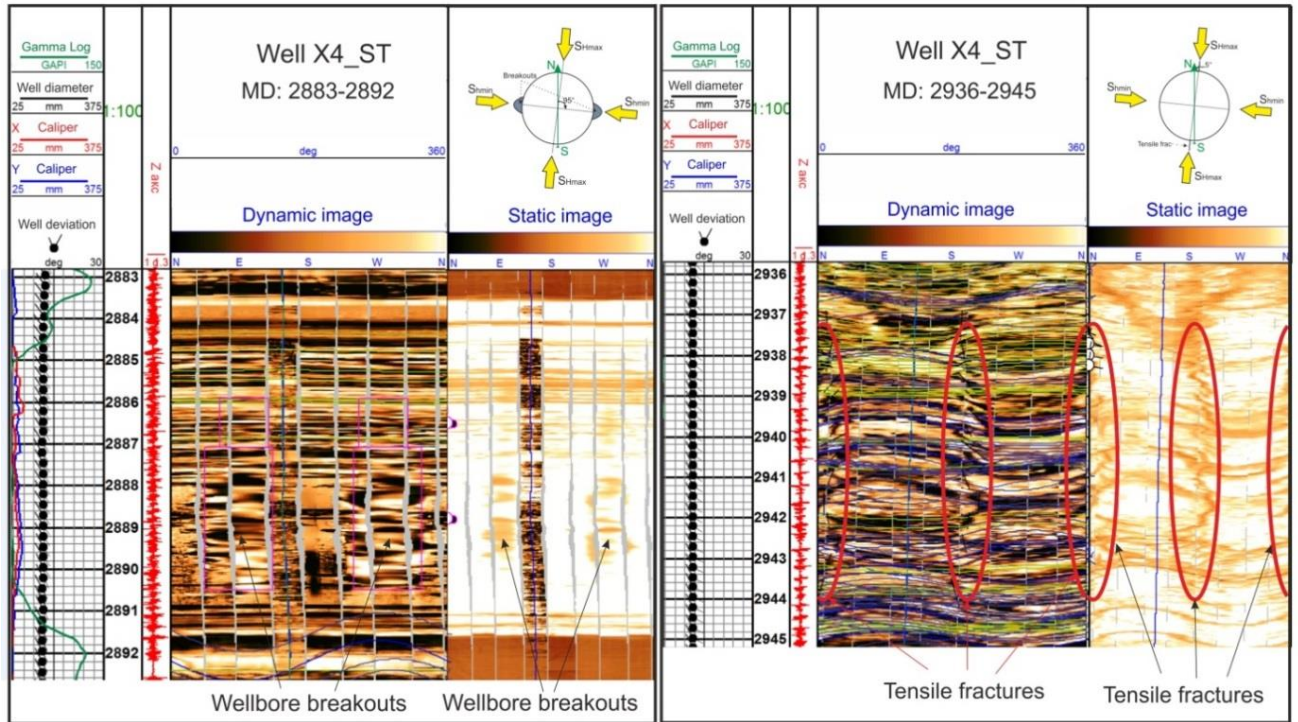 Gamma Log
GAPI 150
Well diameter
25 mm 375
X Caliper
25 mm 375
Y Caliper
25 mm 375
Well deviation
deg 30
1:100
Z акс
1 g 3
Well X4_ST
MD: 2883-2892
0 deg 360
Dynamic image
N E S W N
SHmax
N
Breakouts
Shmin
95°
Shmin
S
SHmax
Static image
N E S W N
2883
2884
2885
2886
2887
2888
2889
2890
2891
2892
Wellbore breakouts
Wellbore breakouts
Gamma Log
GAPI 150
Well diameter
25 mm 375
X Caliper
25 mm 375
Y Caliper
25 mm 375
Well deviation
deg 30
1:100
Z акс
1 g 3
Well X4_ST
MD: 2936-2945
0 deg 360
Dynamic image
N E S W N
SHmax
N 5°
Shmin
Shmin
Tensile frac
S
SHmax
Static image
N E S W N
2936
2937
2938
2939
2940
2941
2942
2943
2944
2945
Tensile fractures
Tensile fractures